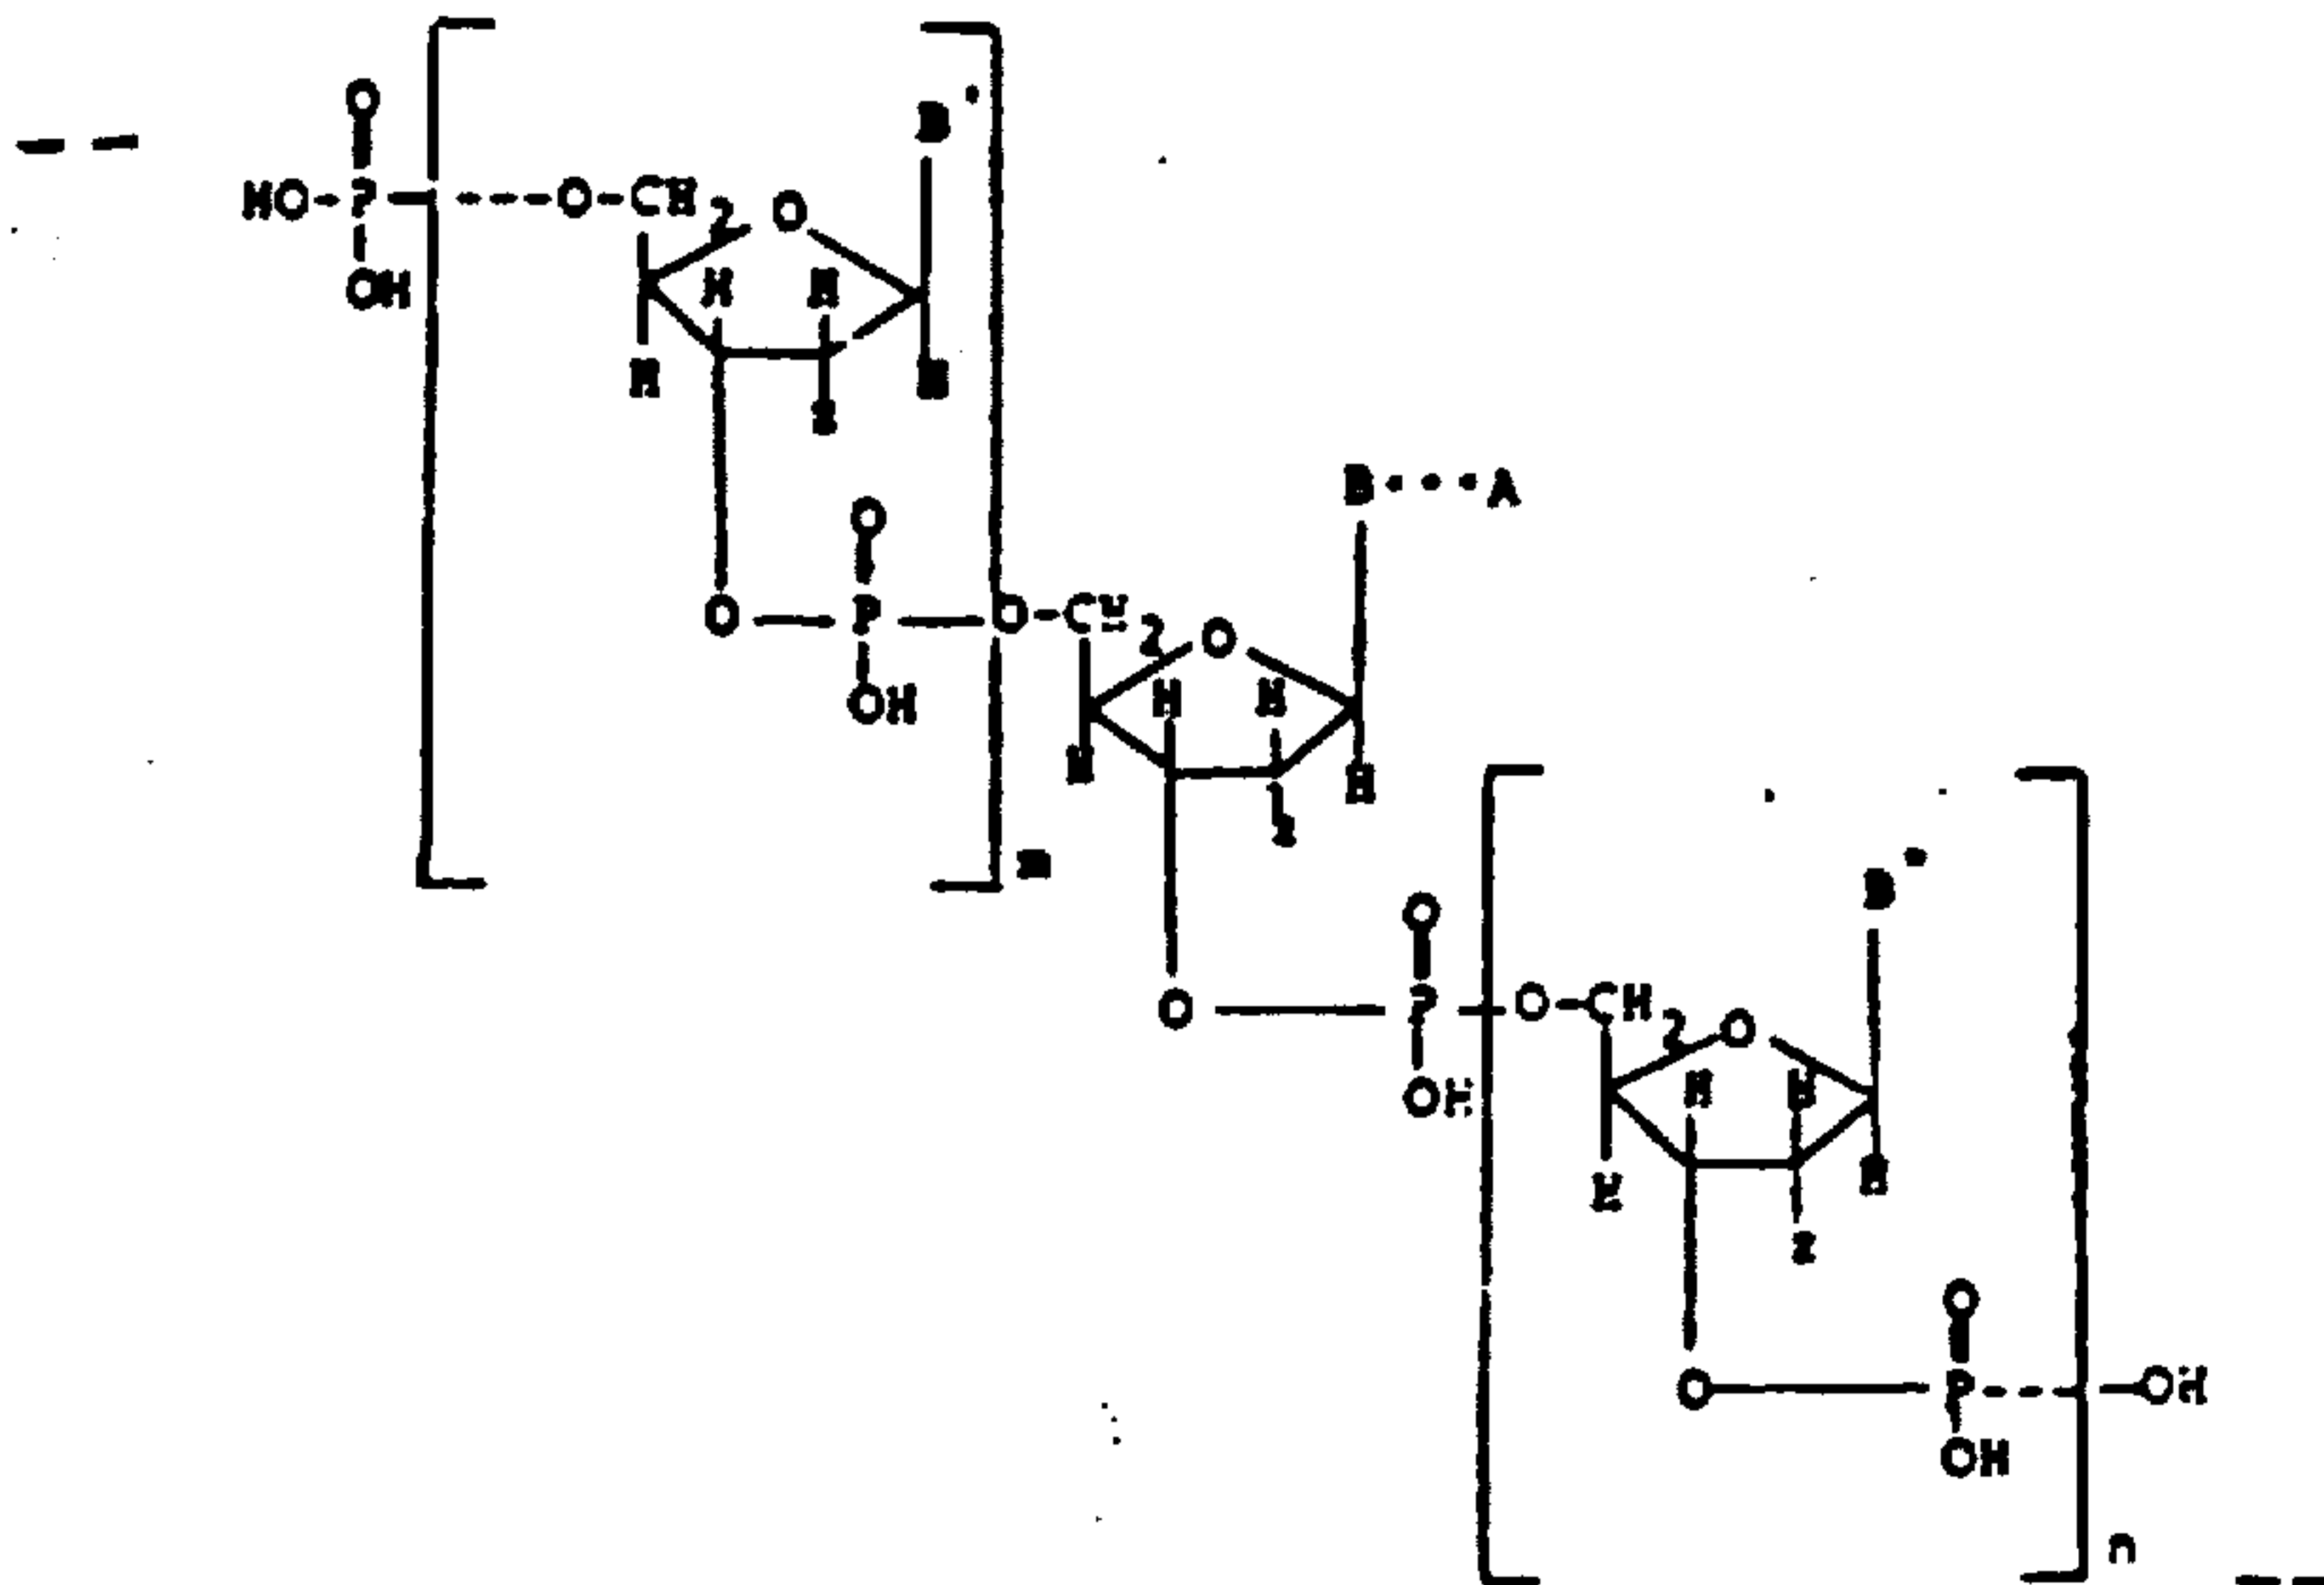 O
B'
HO-P ---O-CH2 O
OH H H
H H
B···A
O
O P O-CH2 O
OH H H
H H
m
B'
O
O P O-CH2 O
OH H H
H H
Z
O
O P --- OH
OH
n